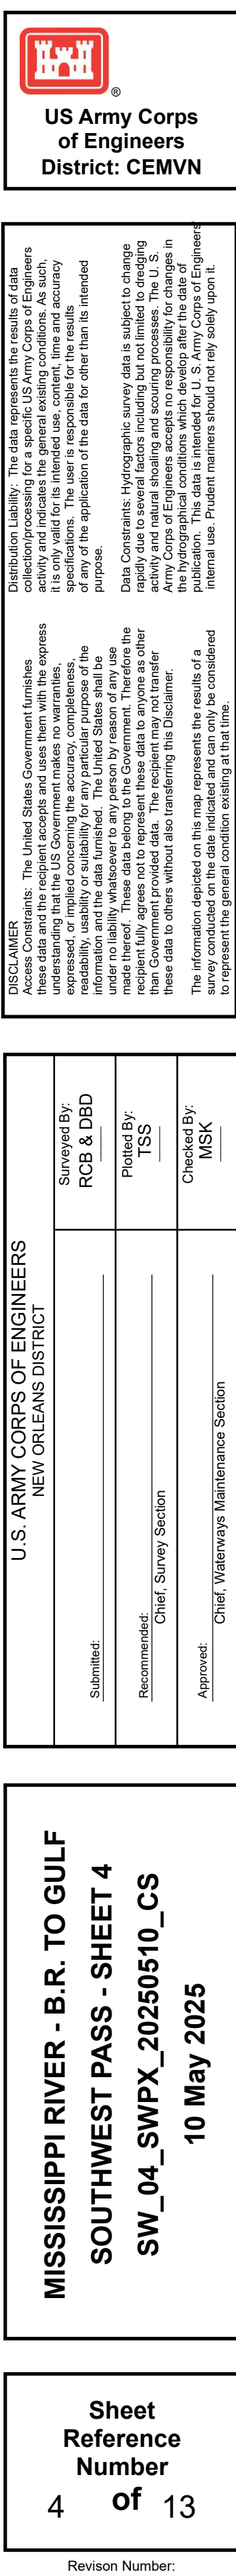 ®
US Army Corps
of Engineers
District: CEMVN
DISCLAIMER
Access Constraints: The United States Government furnishes
these data and the recipient accepts and uses them with the express
understanding that the US Government makes no warranties,
expressed, or implied concerning the accuracy, completeness,
readability, usability or suitability for any particular purpose of the
information and the data furnished. The United States shall be
under no liability whatsoever to any person by reason of any use
made thereof. These data belong to the Government. Therefore the
recipient fully agrees not to represent these data to anyone as other
than Government provided data. The recipient may not transfer
these data to others without also transferring this Disclaimer.
The information depicted on this map represents the results of a
survey conducted on the date indicated and can only be considered
to represent the general condition existing at that time.
Distribution Liability: The data represents the results of data
collection/processing for a specific US Army Corps of Engineers
activity and indicates the general existing conditions. As such,
it is only valid for its intended use, content, time and accuracy
specifications. The user is responsible for the results
of any of the application of the data for other than its intended
purpose.
Data Constraints: Hydrographic survey data is subject to change
rapidly due to several factors including but not limited to dredging
activity and natural shoaling and scouring processes. The U. S.
Army Corps of Engineers accepts no responsibility for changes in
the hydrographical conditions which develop after the date of
publication. This data is intended for U. S. Army Corps of Engineers
internal use. Prudent mariners should not rely solely upon it.
U.S. ARMY CORPS OF ENGINEERS
NEW ORLEANS DISTRICT
Submitted:
Surveyed By:
RCB & DBD
Recommended:
Chief, Survey Section
Plotted By:
TSS
Approved:
Chief, Waterways Maintenance Section
Checked By:
MSK
MISSISSIPPI RIVER - B.R. TO GULF
SOUTHWEST PASS - SHEET 4
SW_04_SWPX_20250510_CS
10 May 2025
Sheet
Reference
Number
4 of 13
Revison Number: